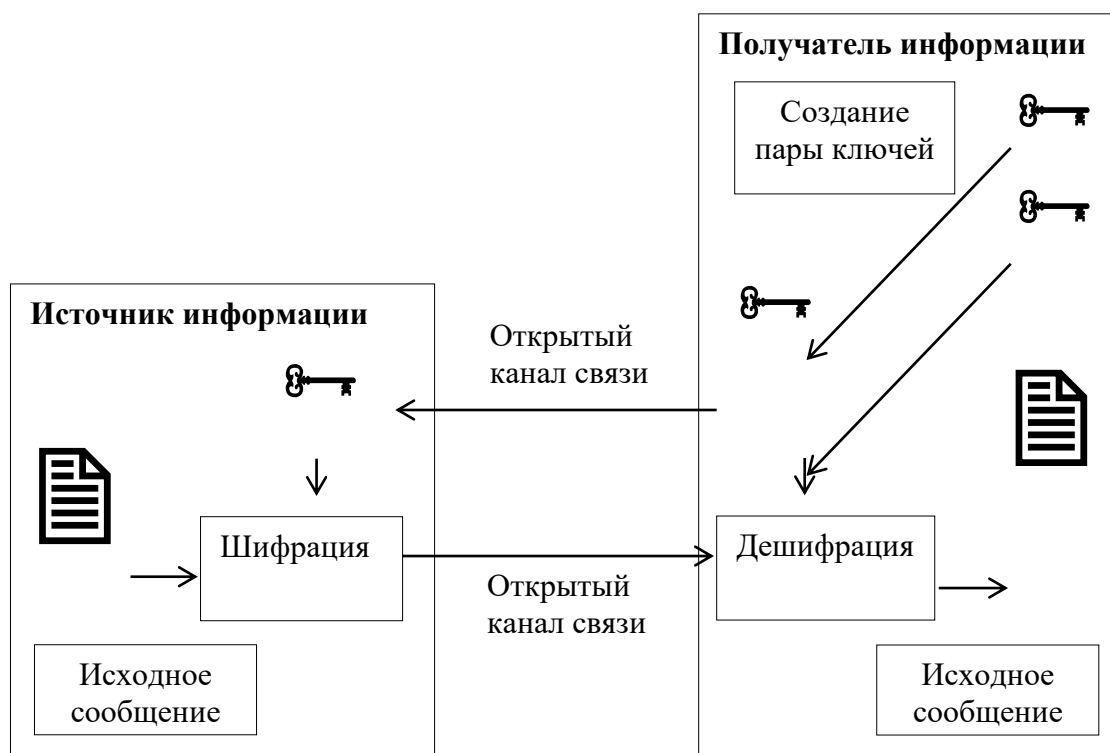 Получатель информации
Создание
пары ключей
Источник информации
Открытый
канал связи
Шифрация
Дешифрация
Открытый
канал связи
Исходное
сообщение
Исходное
сообщение